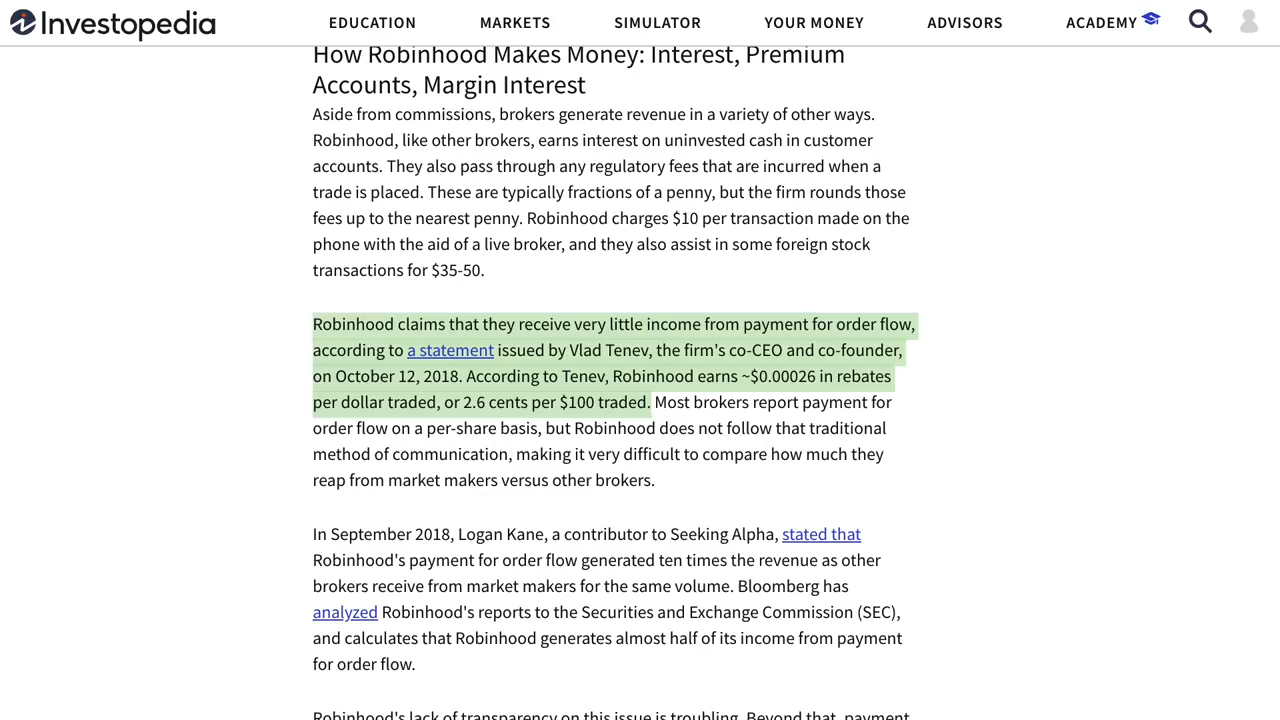 Investopedia
EDUCATION MARKETS SIMULATOR YOUR MONEY ADVISORS ACADEMY
How Robinhood Makes Money: Interest, Premium
Accounts, Margin Interest
Aside from commissions, brokers generate revenue in a variety of other ways.
Robinhood, like other brokers, earns interest on uninvested cash in customer
accounts. They also pass through any regulatory fees that are incurred when a
trade is placed. These are typically fractions of a penny, but the firm rounds those
fees up to the nearest penny. Robinhood charges $10 per transaction made on the
phone with the aid of a live broker, and they also assist in some foreign stock
transactions for $35-50.
Robinhood claims that they receive very little income from payment for order flow,
according to a statement issued by Vlad Tenev, the firm's co-CEO and co-founder,
on October 12, 2018. According to Tenev, Robinhood earns ~$0.00026 in rebates
per dollar traded, or 2.6 cents per $100 traded. Most brokers report payment for
order flow on a per-share basis, but Robinhood does not follow that traditional
method of communication, making it very difficult to compare how much they
reap from market makers versus other brokers.
In September 2018, Logan Kane, a contributor to Seeking Alpha, stated that
Robinhood's payment for order flow generated ten times the revenue as other
brokers receive from market makers for the same volume. Bloomberg has
analyzed Robinhood's reports to the Securities and Exchange Commission (SEC),
and calculates that Robinhood generates almost half of its income from payment
for order flow.
Robinhood's lack of transparency on this issue is troubling. Beyond that, payment